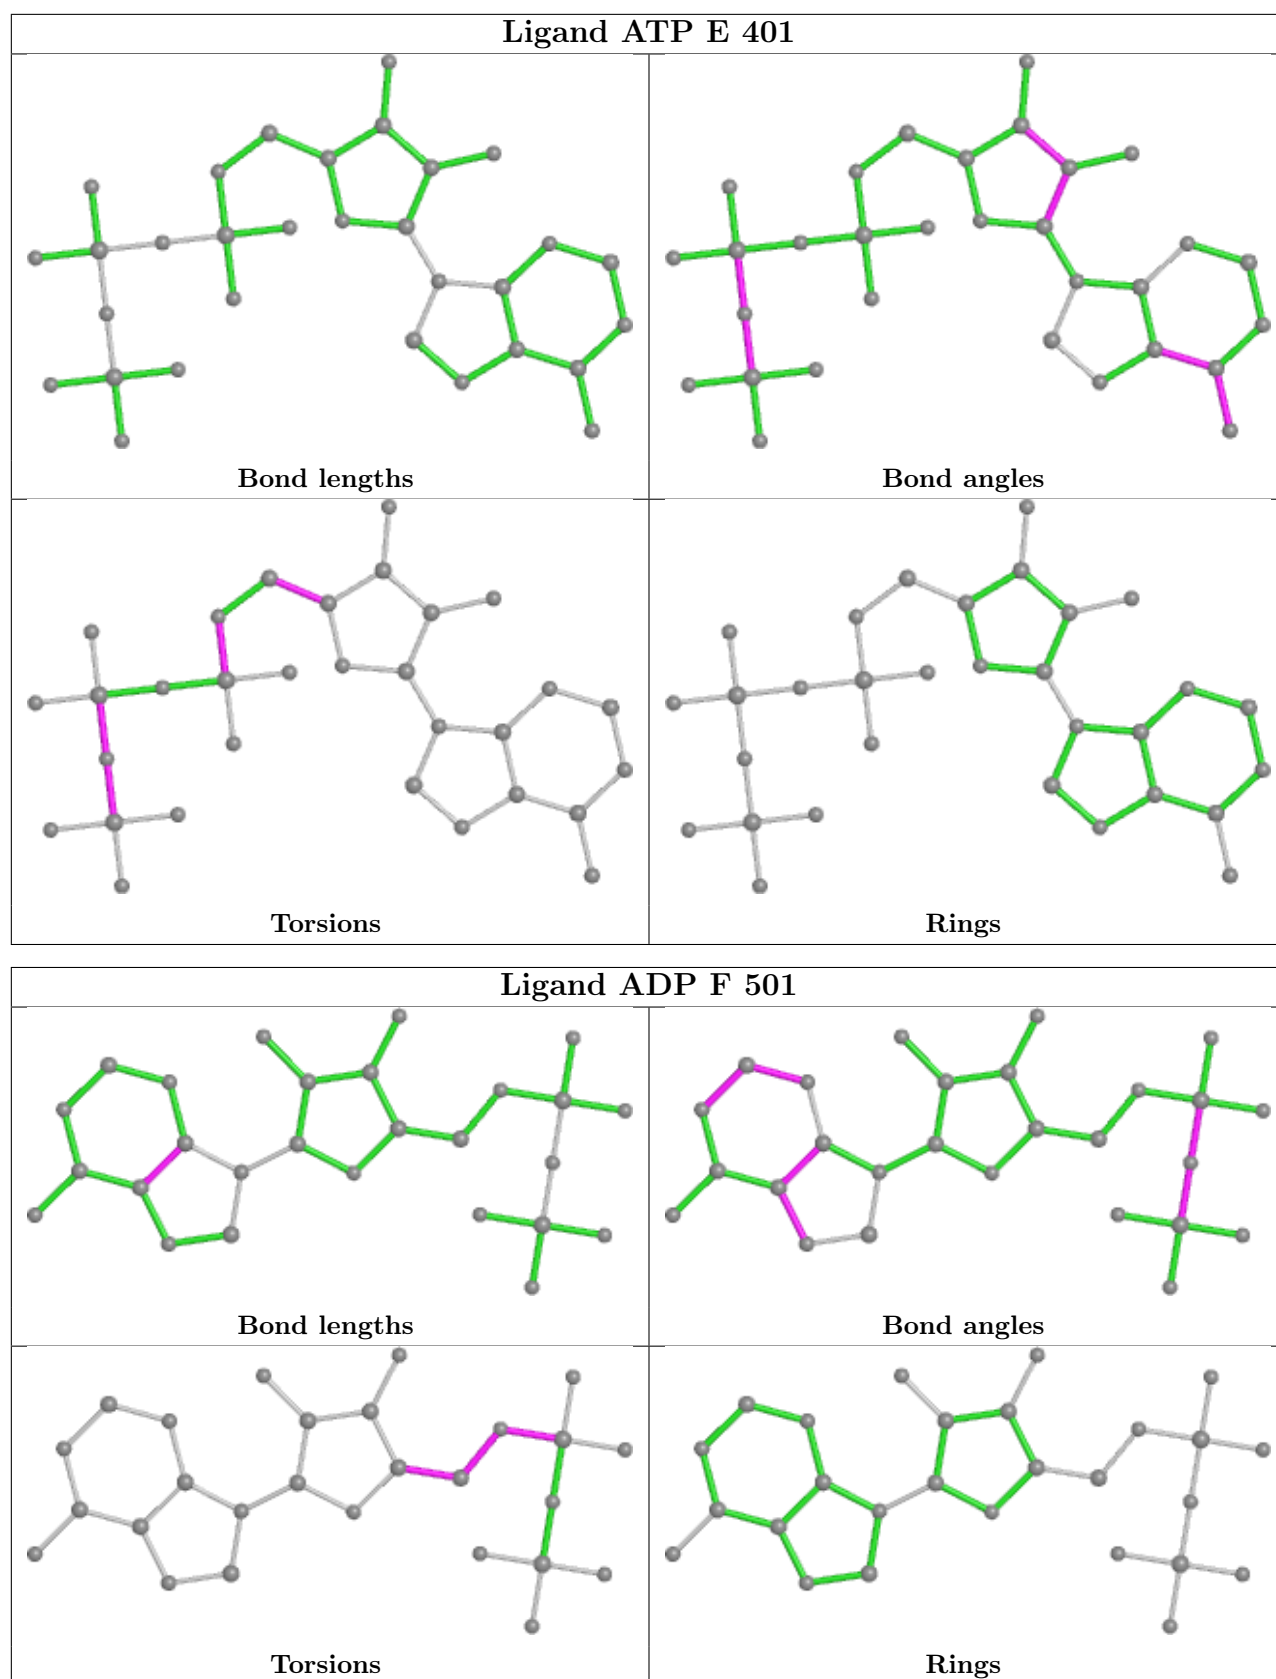 Ligand ATP E 401
Bond lengths
Bond angles
Torsions
Rings
Ligand ADP F 501
Bond lengths
Bond angles
Torsions
Rings